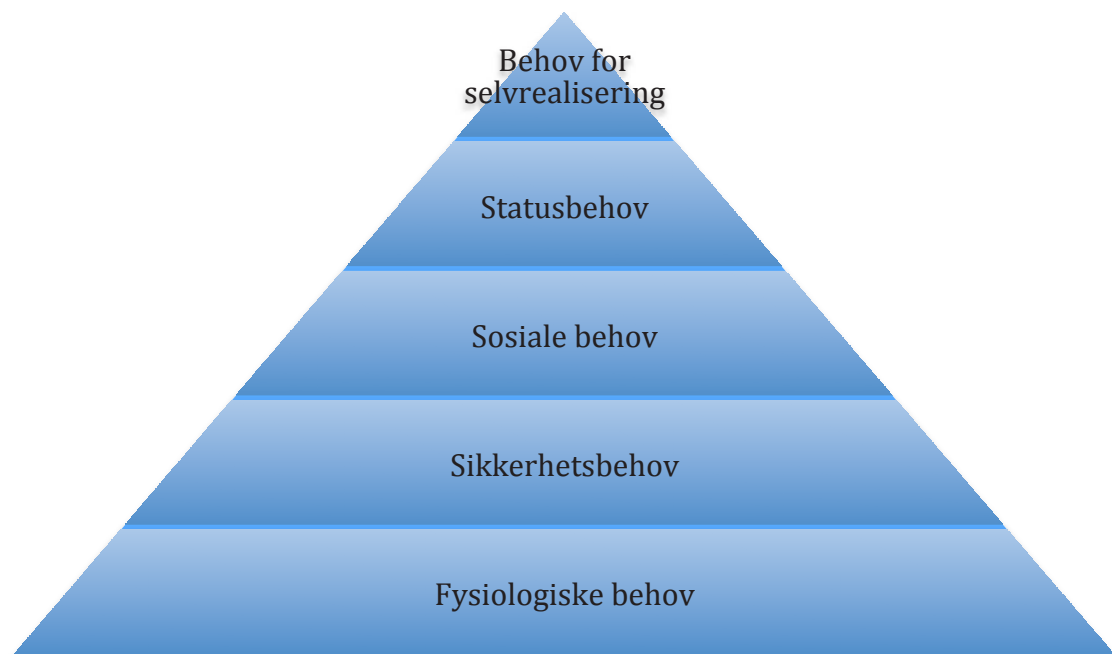 Behov for
selvrealisering
Statusbehov
Sosiale behov
Sikkerhetsbehov
Fysiologiske behov